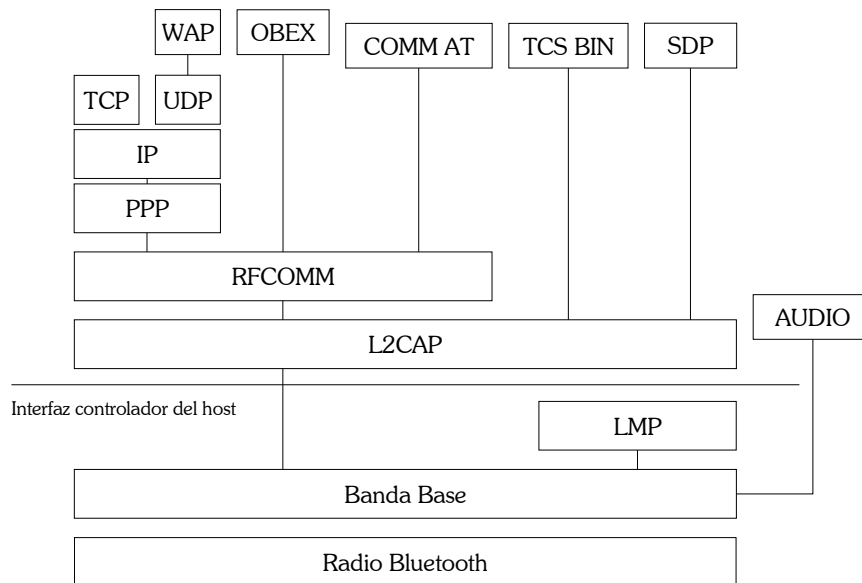 WAP
OBEX
COMM AT
TCS BIN
SDP
TCP
UDP
IP
PPP
RFCOMM
AUDIO
L2CAP
Interfaz controlador del host
LMP
Banda Base
Radio Bluetooth